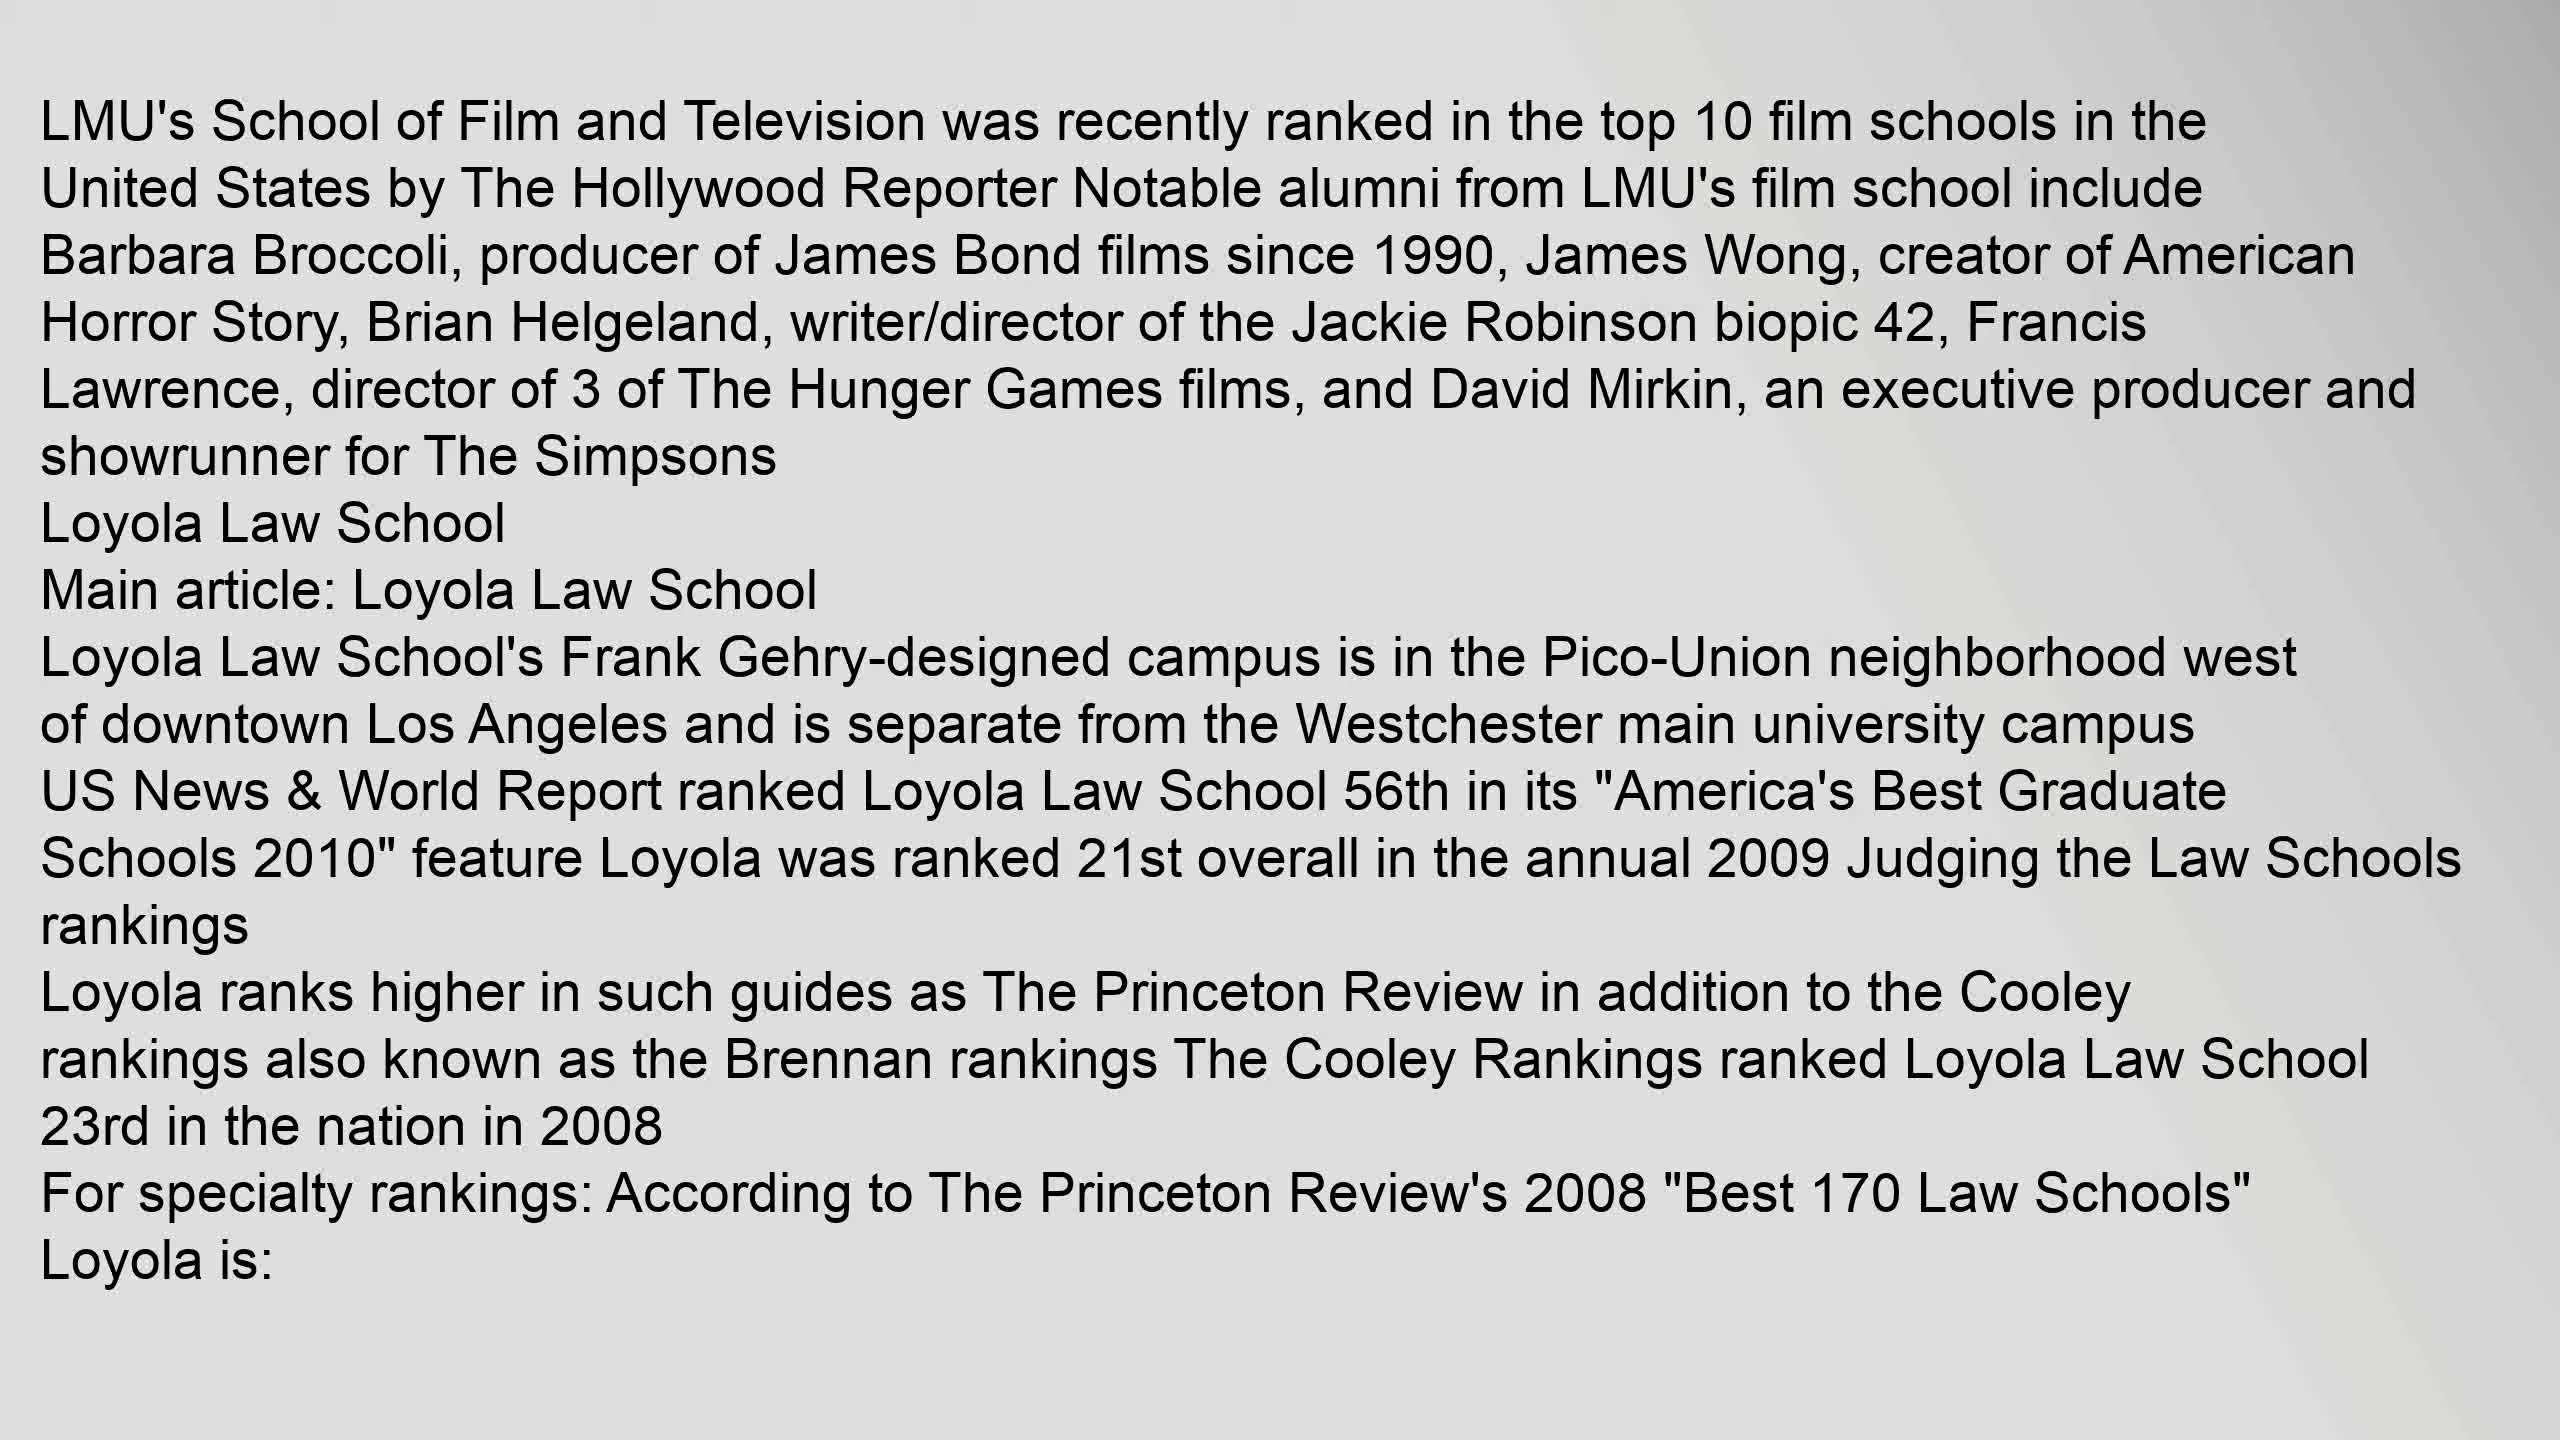 LMU's School of Film and Television was recently ranked in the top 10 film schools in the
United States by The Hollywood Reporter Notable alumni from LMU's film school include
Barbara Broccoli, producer of James Bond films since 1990, James Wong, creator of American
Horror Story, Brian Helgeland, writer/director of the Jackie Robinson biopic 42, Francis
Lawrence, director of 3 of The Hunger Games films, and David Mirkin, an executive producer and
showrunner for The Simpsons
Loyola Law School
Main article: Loyola Law School
Loyola Law School's Frank Gehry-designed campus is in the Pico-Union neighborhood west
of downtown Los Angeles and is separate from the Westchester main university campus
US News & World Report ranked Loyola Law School 56th in its "America's Best Graduate
Schools 2010" feature Loyola was ranked 21st overall in the annual 2009 Judging the Law Schools
rankings
Loyola ranks higher in such guides as The Princeton Review in addition to the Cooley
rankings also known as the Brennan rankings The Cooley Rankings ranked Loyola Law School
23rd in the nation in 2008
For specialty rankings: According to The Princeton Review's 2008 "Best 170 Law Schools"
Loyola is: